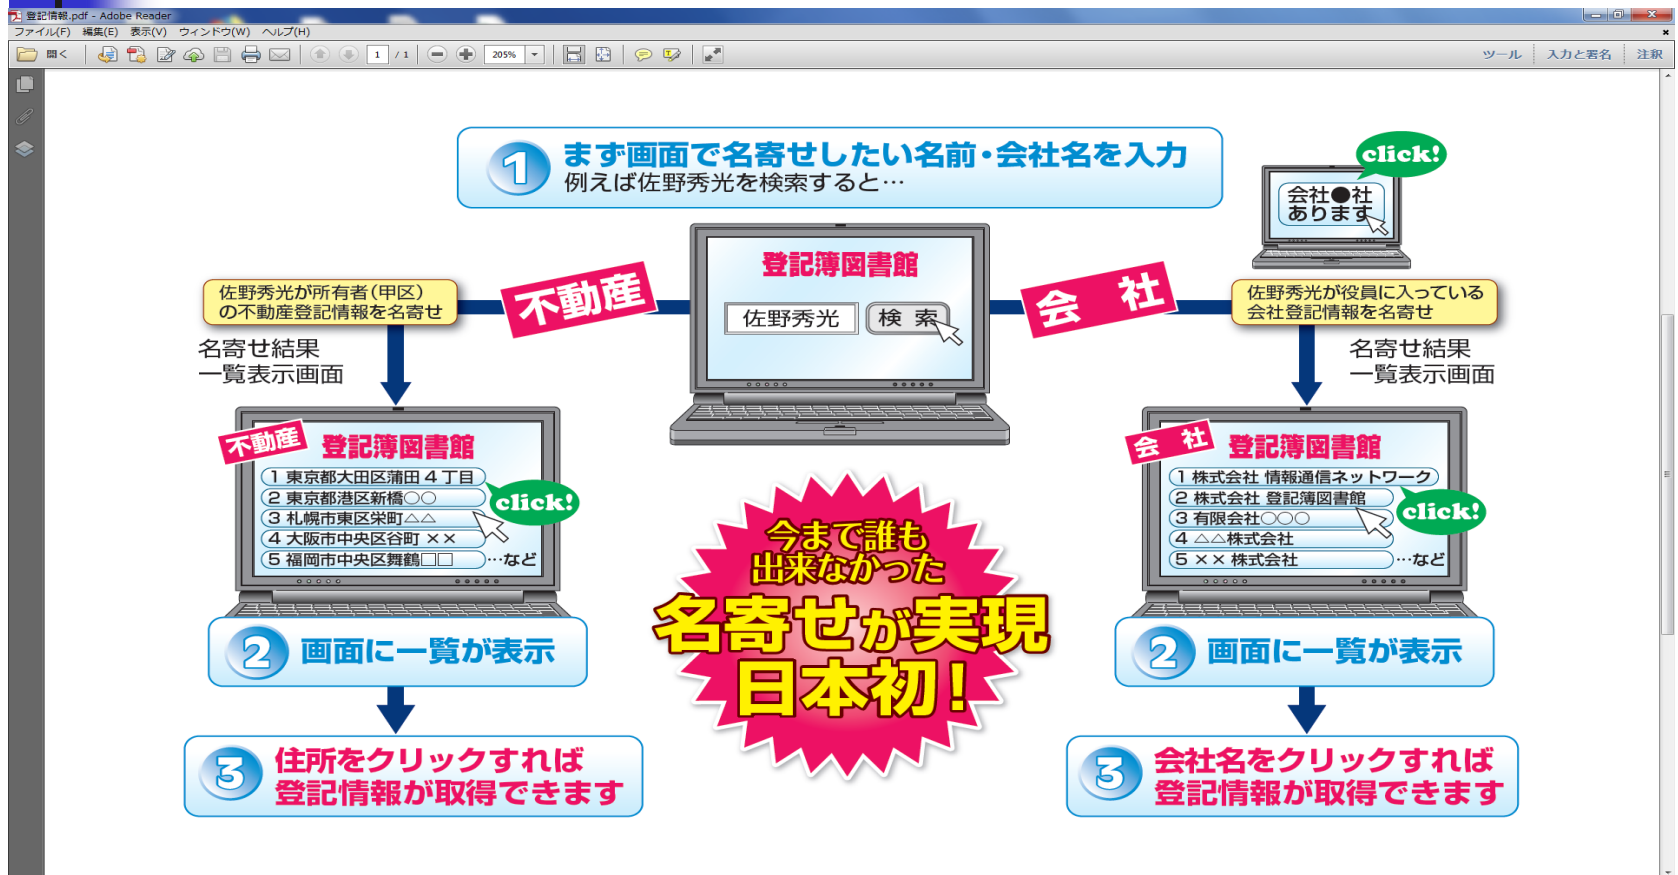 登記情報.pdf - Adobe Reader
ファイル(F) 編集(E) 表示(V) ウィンドウ(W) ヘルプ(H)
開く 1 / 1 205% ツール 入力と署名 注釈
1 まず画面で名寄せしたい名前・会社名を入力
例えば佐野秀光を検索すると…
click!
会社●社
あります
登記簿図書館
佐野秀光 検索
不動産
会社
佐野秀光が所有者(甲区)
の不動産登記情報を名寄せ
名寄せ結果
一覧表示画面
佐野秀光が役員に入っている
会社登記情報を名寄せ
名寄せ結果
一覧表示画面
不動産
登記簿図書館
1 東京都大田区蒲田4丁目
2 東京都港区新橋○○
3 札幌市東区栄町△△
4 大阪市中央区谷町××
5 福岡市中央区舞鶴□□ …など
click!
会社
登記簿図書館
1 株式会社 情報通信ネットワーク
2 株式会社 登記簿図書館
3 有限会社○○○
4 △△株式会社
5 ××株式会社 …など
click!
今まで誰も
出来なかった
名寄せが実現
日本初!
2 画面に一覧が表示
2 画面に一覧が表示
3 住所をクリックすれば
登記情報が取得できます
3 会社名をクリックすれば
登記情報が取得できます